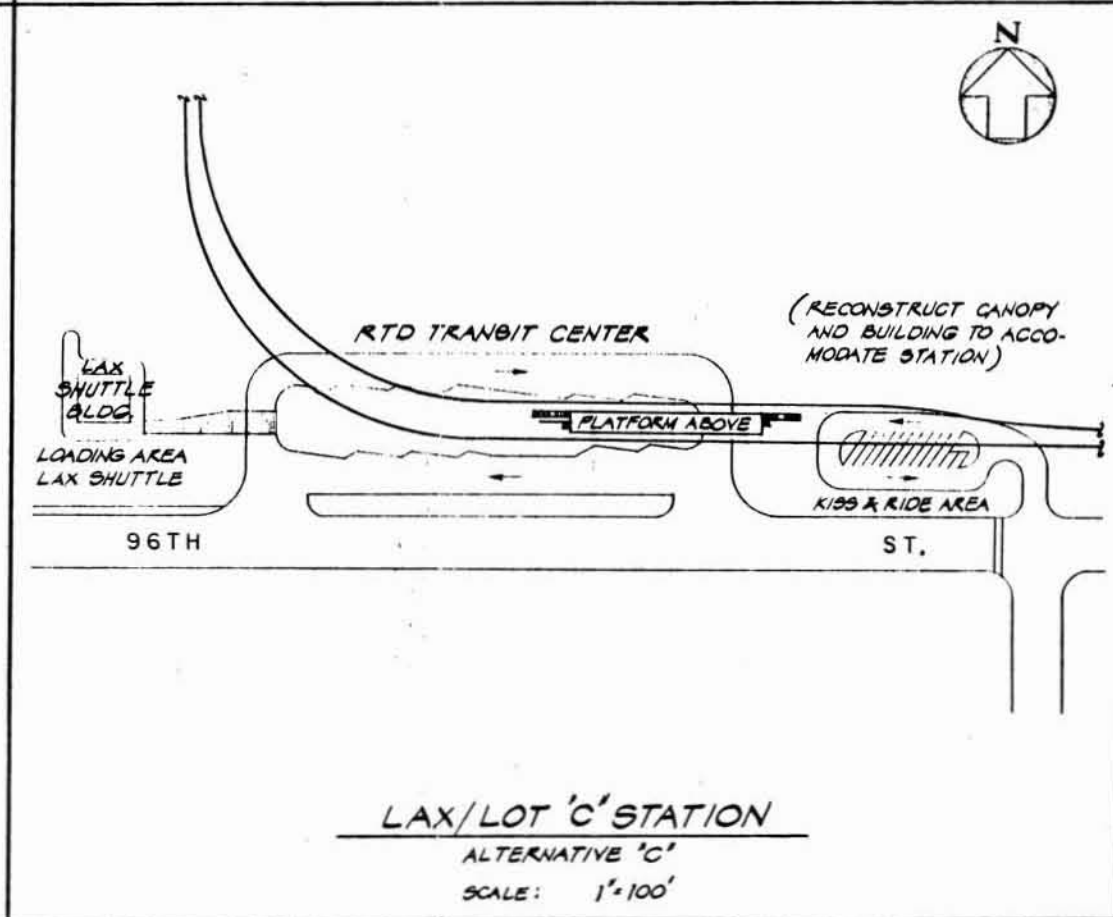 N
(RECONSTRUCT CANOPY
AND BUILDING TO ACCO-
MODATE STATION)
RTD TRANSIT CENTER
LAX
SHUTTLE
BLDG.
PLATFORM ABOVE
LOADING AREA
LAX SHUTTLE
KISS & RIDE AREA
96TH ST.
LAX/LOT 'C' STATION
ALTERNATIVE 'C'
SCALE: 1"=100'